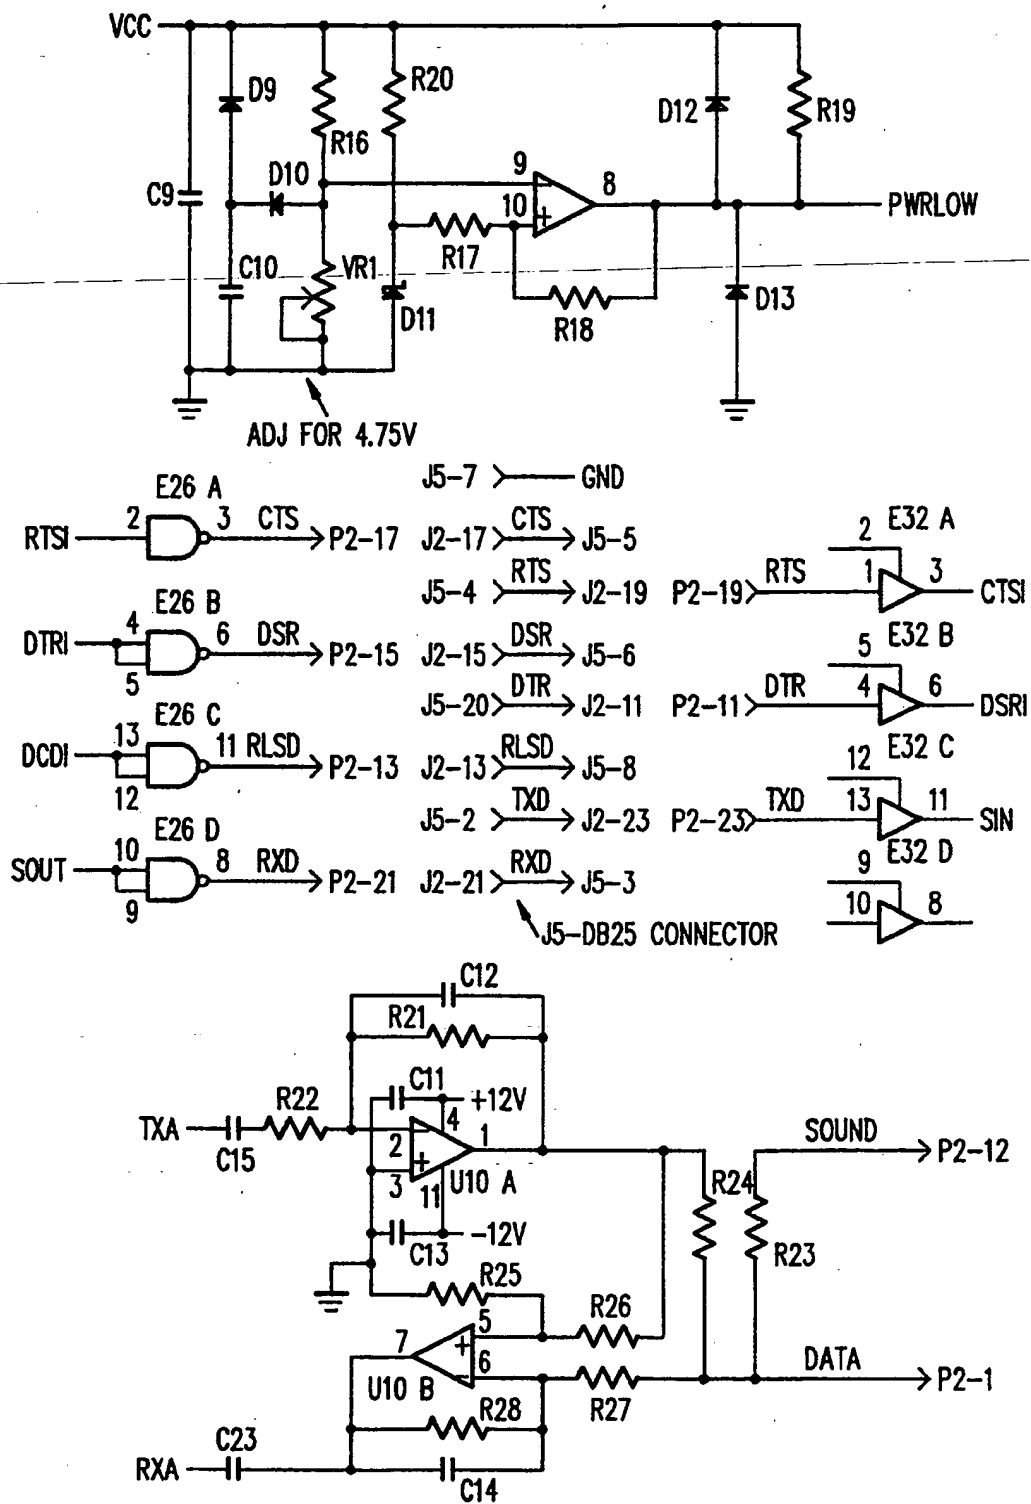 VCC
D9
R20
R16
D12
R19
D10
C9
9
8
10
PWRLOW
R17
C10
VR1
D11
R18
D13
ADJ FOR 4.75V
J5-7 GND
E26 A
RTSI 2 3 CTS P2-17
J2-17 CTS J5-5
J5-4 RTS J2-19
P2-19 RTS 2 E32 A 1 3 CTSI
E26 B
DTRI 4 5 6 DSR P2-15
J2-15 DSR J5-6
J5-20 DTR J2-11
P2-11 DTR 5 E32 B 4 6 DSRI
E26 C
DCDI 13 12 11 RLSD P2-13
J2-13 RLSD J5-8
J5-2 TXD J2-23
P2-23 TXD 12 E32 C 13 11 SIN
E26 D
SOUT 10 9 8 RXD P2-21
J2-21 RXD J5-3
9 E32 D 10 8
J5-DB25 CONNECTOR
C12
R21
C11
+12V
R22
TXA
C15
2
4
1
3
11
U10 A
SOUND
P2-12
R24
R23
C13
-12V
R25
R26
7
5
6
U10 B
DATA
P2-1
R27
R28
C23
RXA
C14